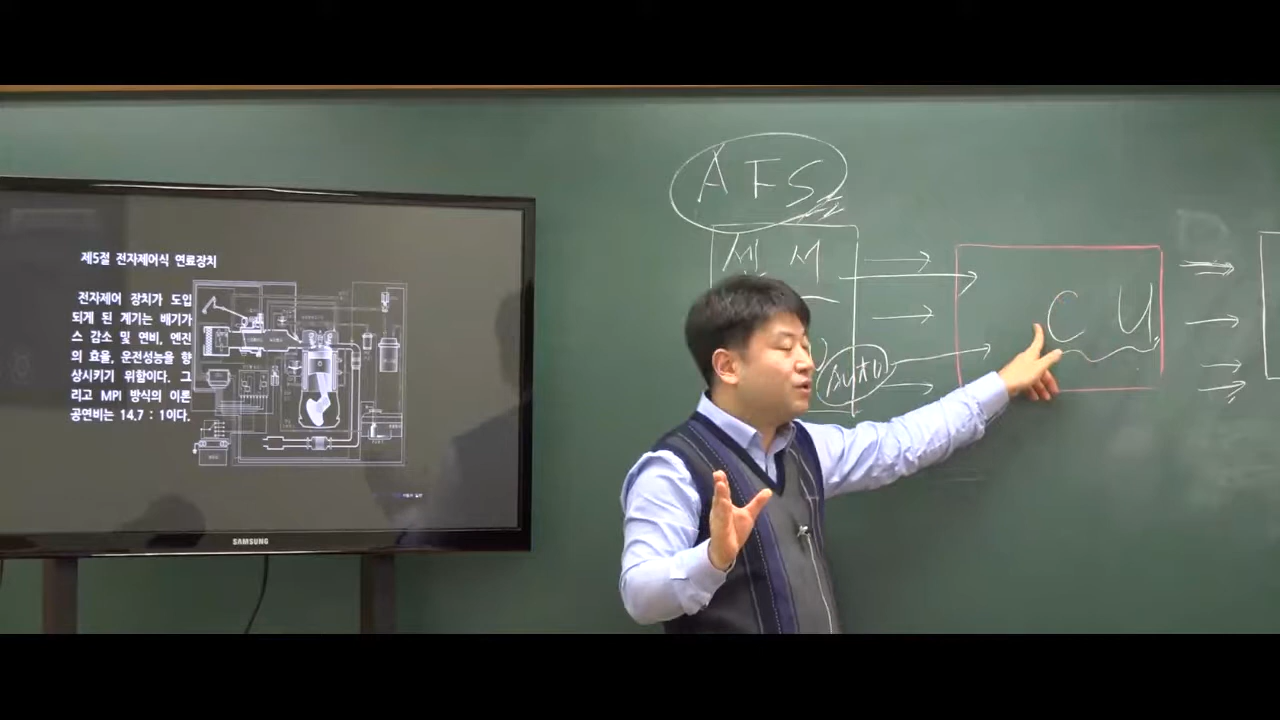 제5절 전자제어식 연료장치
전자제어 장치가 도입
되게 된 계기는 배기가
스 감소 및 연비, 엔진
의 효율, 운전성능을 향
상시키기 위함이다. 그
리고 MPI 방식의 이론
공연비는 14.7 : 1이다.
SAMSUNG
AFS
센서
CU